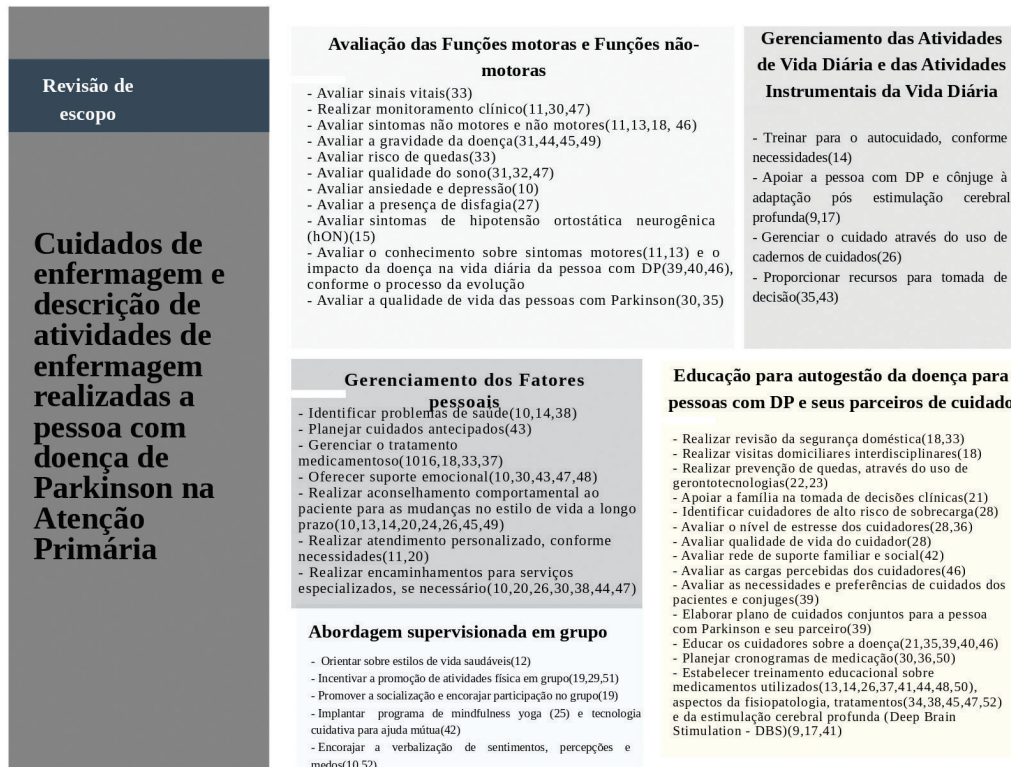 Revisão de
escopo
Cuidados de
enfermagem e
descrição de
atividades de
enfermagem
realizadas a
pessoa com
doença de
Parkinson na
Atenção
Primária
Avaliação das Funções motoras e Funções não-
motoras
- Avaliar sinais vitais(33)
- Realizar monitoramento clínico(11,30,47)
- Avaliar sintomas não motores e não motores(11,13,18, 46)
- Avaliar a gravidade da doença(31,44,45,49)
- Avaliar risco de quedas(33)
- Avaliar qualidade do sono(31,32,47)
- Avaliar ansiedade e depressão(10)
- Avaliar a presença de disfagia(27)
- Avaliar sintomas de hipotensão ortostática neurogênica
(hON)(15)
- Avaliar o conhecimento sobre sintomas motores(11,13) e o
impacto da doença na vida diária da pessoa com DP(39,40,46),
conforme o processo da evolução
- Avaliar a qualidade de vida das pessoas com Parkinson(30,35)
Gerenciamento das Atividades
de Vida Diária e das Atividades
Instrumentais da Vida Diária
- Treinar para o autocuidado, conforme
necessidades(14)
- Apoiar a pessoa com DP e cônjuge à
adaptação pós estimulação cerebral
profunda(9,17)
- Gerenciar o cuidado através do uso de
cadernos de cuidados(26)
- Proporcionar recursos para tomada de
decisão(35,43)
Gerenciamento dos Fatores
pessoais
- Identificar problemas de saúde(10,14,38)
- Planejar cuidados antecipados(43)
- Gerenciar o tratamento
medicamentoso(1016,18,33,37)
- Oferecer suporte emocional(10,30,43,47,48)
- Realizar aconselhamento comportamental ao
paciente para as mudanças no estilo de vida a longo
prazo(10,13,14,20,24,26,45,49)
- Realizar atendimento personalizado, conforme
necessidades(11,20)
- Realizar encaminhamentos para serviços
especializados, se necessário(10,20,26,30,38,44,47)
Abordagem supervisionada em grupo
- Orientar sobre estilos de vida saudáveis(12)
- Incentivar a promoção de atividades física em grupo(19,29,51)
- Promover a socialização e encorajar participação no grupo(19)
- Implantar programa de mindfulness yoga (25) e tecnologia
cuidativa para ajuda mútua(42)
- Encorajar a verbalização de sentimentos, percepções e
medos(10,52)
Educação para autogestão da doença para
pessoas com DP e seus parceiros de cuidado
- Realizar revisão da segurança doméstica(18,33)
- Realizar visitas domiciliares interdisciplinares(18)
- Realizar prevenção de quedas, através do uso de
gerontotecnologias(22,23)
- Apoiar a família na tomada de decisões clínicas(21)
- Identificar cuidadores de alto risco de sobrecarga(28)
- Avaliar o nível de estresse dos cuidadores(28,36)
- Avaliar qualidade de vida do cuidador(28)
- Avaliar rede de suporte familiar e social(42)
- Avaliar as cargas percebidas dos cuidadores(46)
- Avaliar as necessidades e preferências de cuidados dos
pacientes e conjuges(39)
- Elaborar plano de cuidados conjuntos para a pessoa
com Parkinson e seu parceiro(39)
- Educar os cuidadores sobre a doença(21,35,39,40,46)
- Planejar cronogramas de medicação(30,36,50)
- Estabelecer treinamento educacional sobre
medicamentos utilizados(13,14,26,37,41,44,48,50),
aspectos da fisiopatologia, tratamentos(34,38,45,47,52)
e da estimulação cerebral profunda (Deep Brain
Stimulation - DBS)(9,17,41)